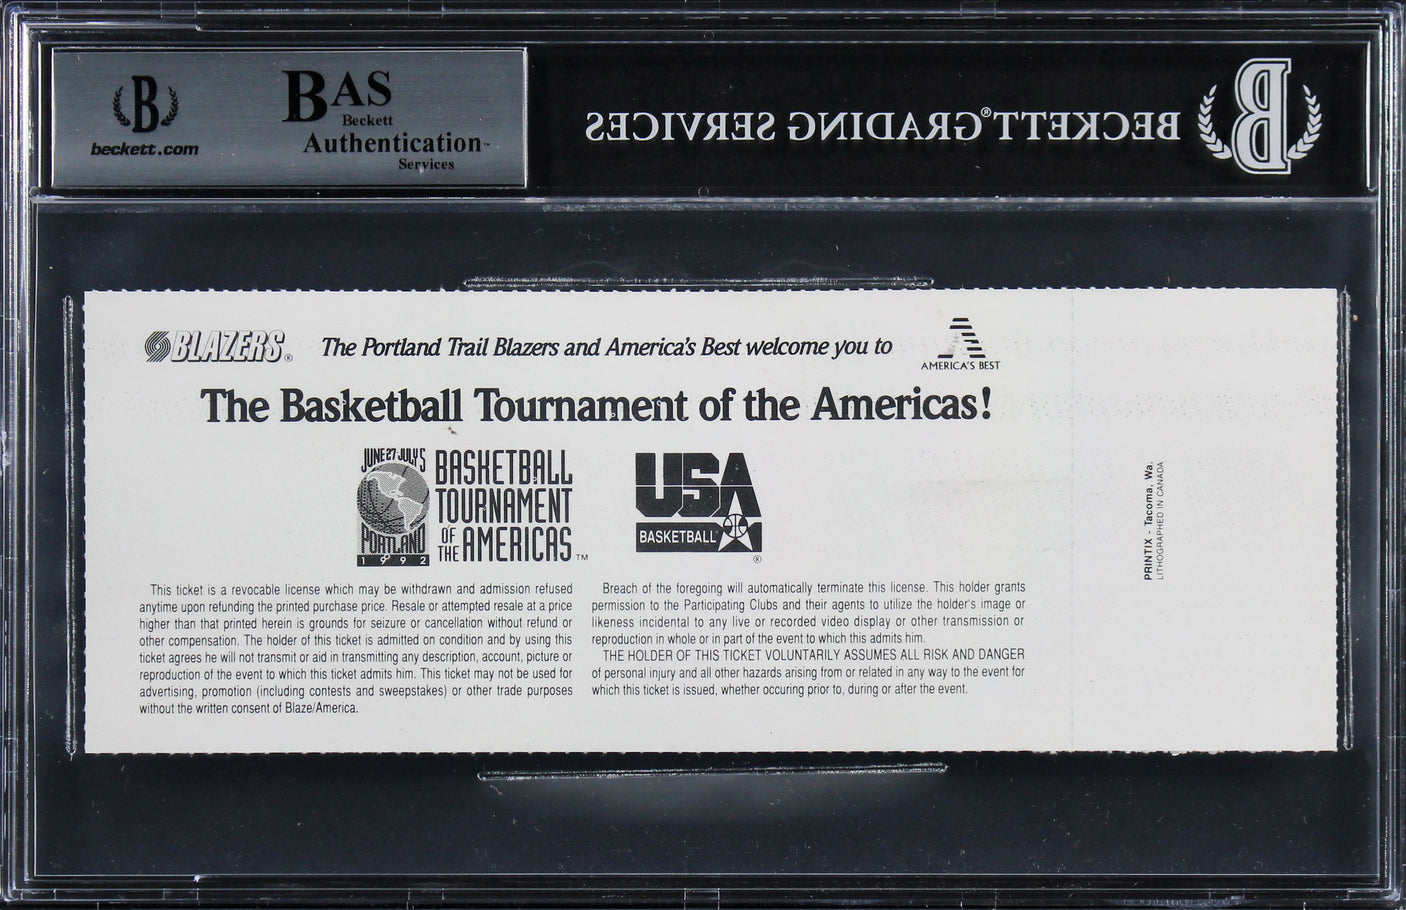 B
beckett.com
BAS
Beckett
Authentication™
Services
BECKETT® GRADING SERVICES
B
BLAZERS®
The Portland Trail Blazers and America's Best welcome you to
A
AMERICA'S BEST
The Basketball Tournament of the Americas!
JUNE 27 JULY 5
PORTLAND
1992
BASKETBALL
TOURNAMENT
OF
THE AMERICAS™
USA
BASKETBALL
®
This ticket is a revocable license which may be withdrawn and admission refused
anytime upon refunding the printed purchase price. Resale or attempted resale at a price
higher than that printed herein is grounds for seizure or cancellation without refund or
other compensation. The holder of this ticket is admitted on condition and by using this
ticket agrees he will not transmit or aid in transmitting any description, account, picture or
reproduction of the event to which this ticket admits him. This ticket may not be used for
advertising, promotion (including contests and sweepstakes) or other trade purposes
without the written consent of Blaze/America.
Breach of the foregoing will automatically terminate this license. This holder grants
permission to the Participating Clubs and their agents to utilize the holder's image or
likeness incidental to any live or recorded video display or other transmission or
reproduction in whole or in part of the event to which this admits him.
THE HOLDER OF THIS TICKET VOLUNTARILY ASSUMES ALL RISK AND DANGER
of personal injury and all other hazards arising from or related in any way to the event for
which this ticket is issued, whether occuring prior to, during or after the event.
PRINTIX - Tacoma, Wa.
LITHOGRAPHED IN CANADA